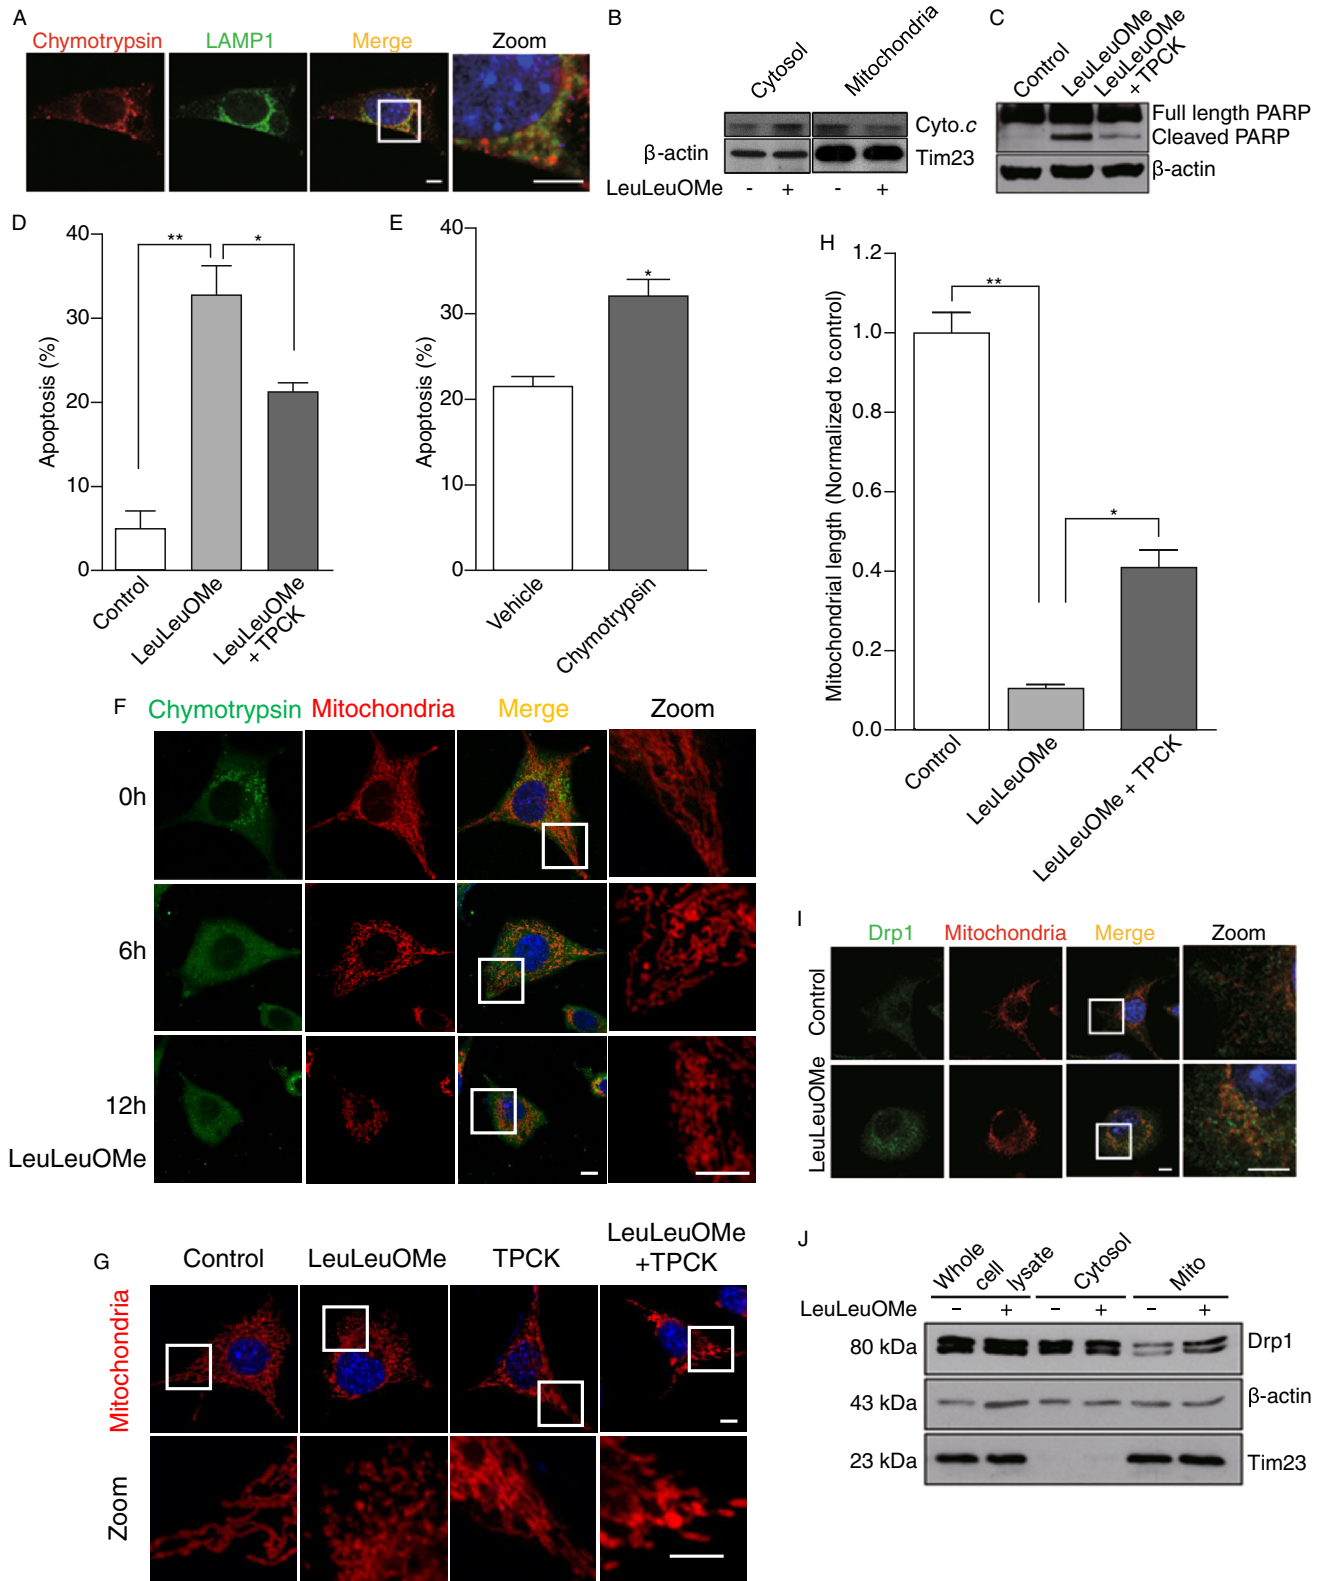 A
Chymotrypsin LAMP1 Merge Zoom
B
Cytosol Mitochondria
Cyto.c
β-actin Tim23
LeuLeuOMe - + - +
C
Control LeuLeuOMe LeuLeuOMe
+TPCK
Full length PARP
Cleaved PARP
β-actin
D
Apoptosis (%)
40
30
20
10
0
** *
Control LeuLeuOMe LeuLeuOMe
+ TPCK
E
Apoptosis (%)
40
30
20
10
0
*
Vehicle Chymotrypsin
H
Mitochondrial length (Normalized to control)
1.2
1.0
0.8
0.6
0.4
0.2
0.0
**
*
Control LeuLeuOMe LeuLeuOMe + TPCK
F
Chymotrypsin Mitochondria Merge Zoom
0h
6h
12h
LeuLeuOMe
I
Drp1 Mitochondria Merge Zoom
Control
LeuLeuOMe
G
Control LeuLeuOMe TPCK LeuLeuOMe
+TPCK
Mitochondria
Zoom
J
Whole cell lysate Cytosol Mito
LeuLeuOMe - + - + - +
80 kDa Drp1
43 kDa β-actin
23 kDa Tim23